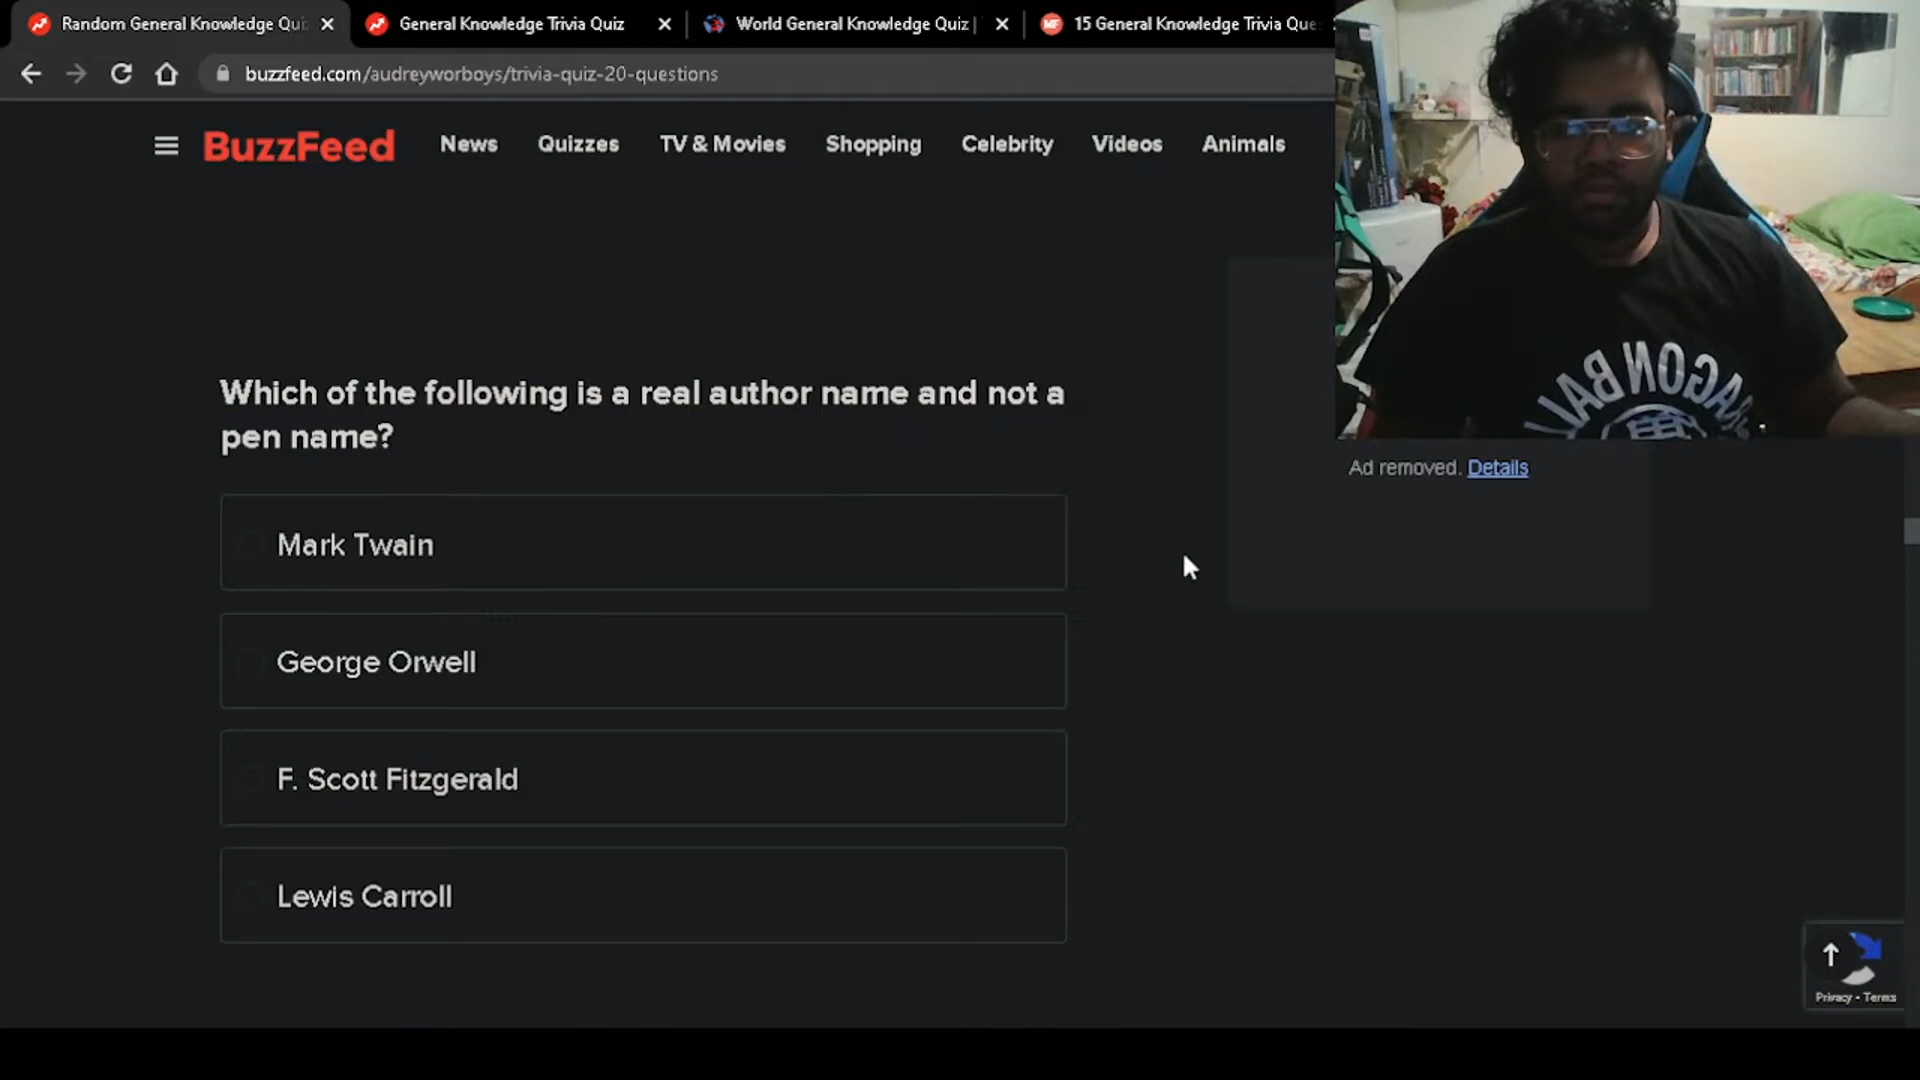 Random General Knowledge Qui
General Knowledge Trivia Quiz
World General Knowledge Quiz |
15 General Knowledge Trivia Que
buzzfeed.com/audreyworboys/trivia-quiz-20-questions
BuzzFeed
News
Quizzes
TV & Movies
Shopping
Celebrity
Videos
Animals
DRAGON BALL
Ad removed. Details
Which of the following is a real author name and not a
pen name?
Mark Twain
George Orwell
F. Scott Fitzgerald
Lewis Carroll
Privacy - Terms